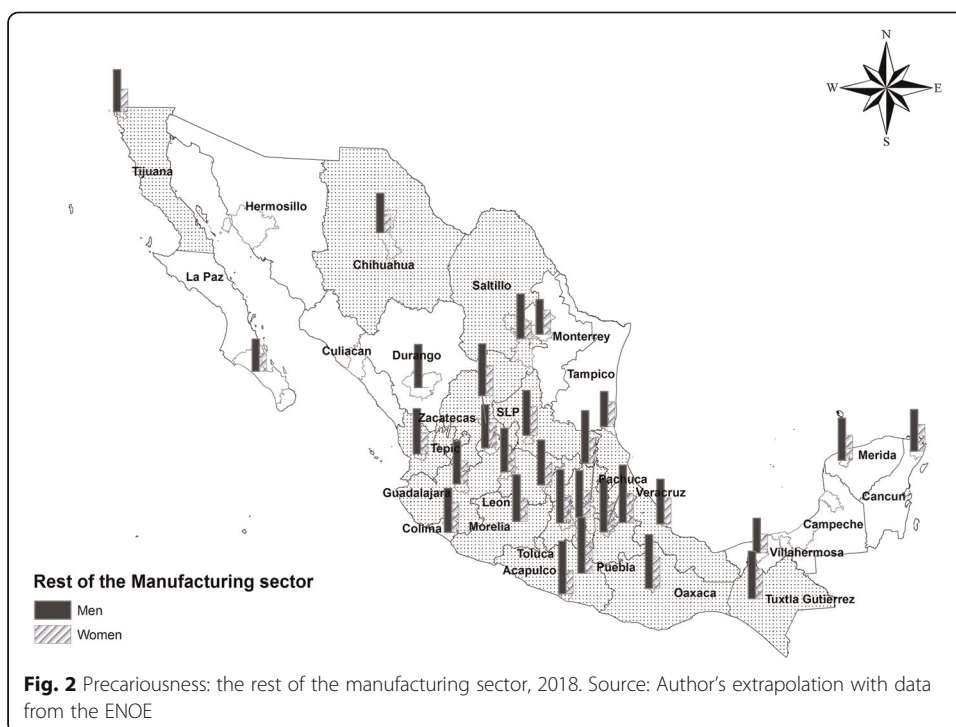 N
W E
S
Tijuana
Hermosillo
Chihuahua
La Paz
Saltillo
Monterrey
Culiacan
Durango
Tampico
Zacatecas
SLP
Tepic
Merida
Guadalajara
Leon
Pachuca
Veracruz
Cancun
Colima
Morelia
Campeche
Toluca
Villahermosa
Acapulco
Puebla
Oaxaca
Tuxtla Gutierrez
Rest of the Manufacturing sector
Men
Women
Fig. 2 Precariousness: the rest of the manufacturing sector, 2018. Source: Author's extrapolation with data
from the ENOE